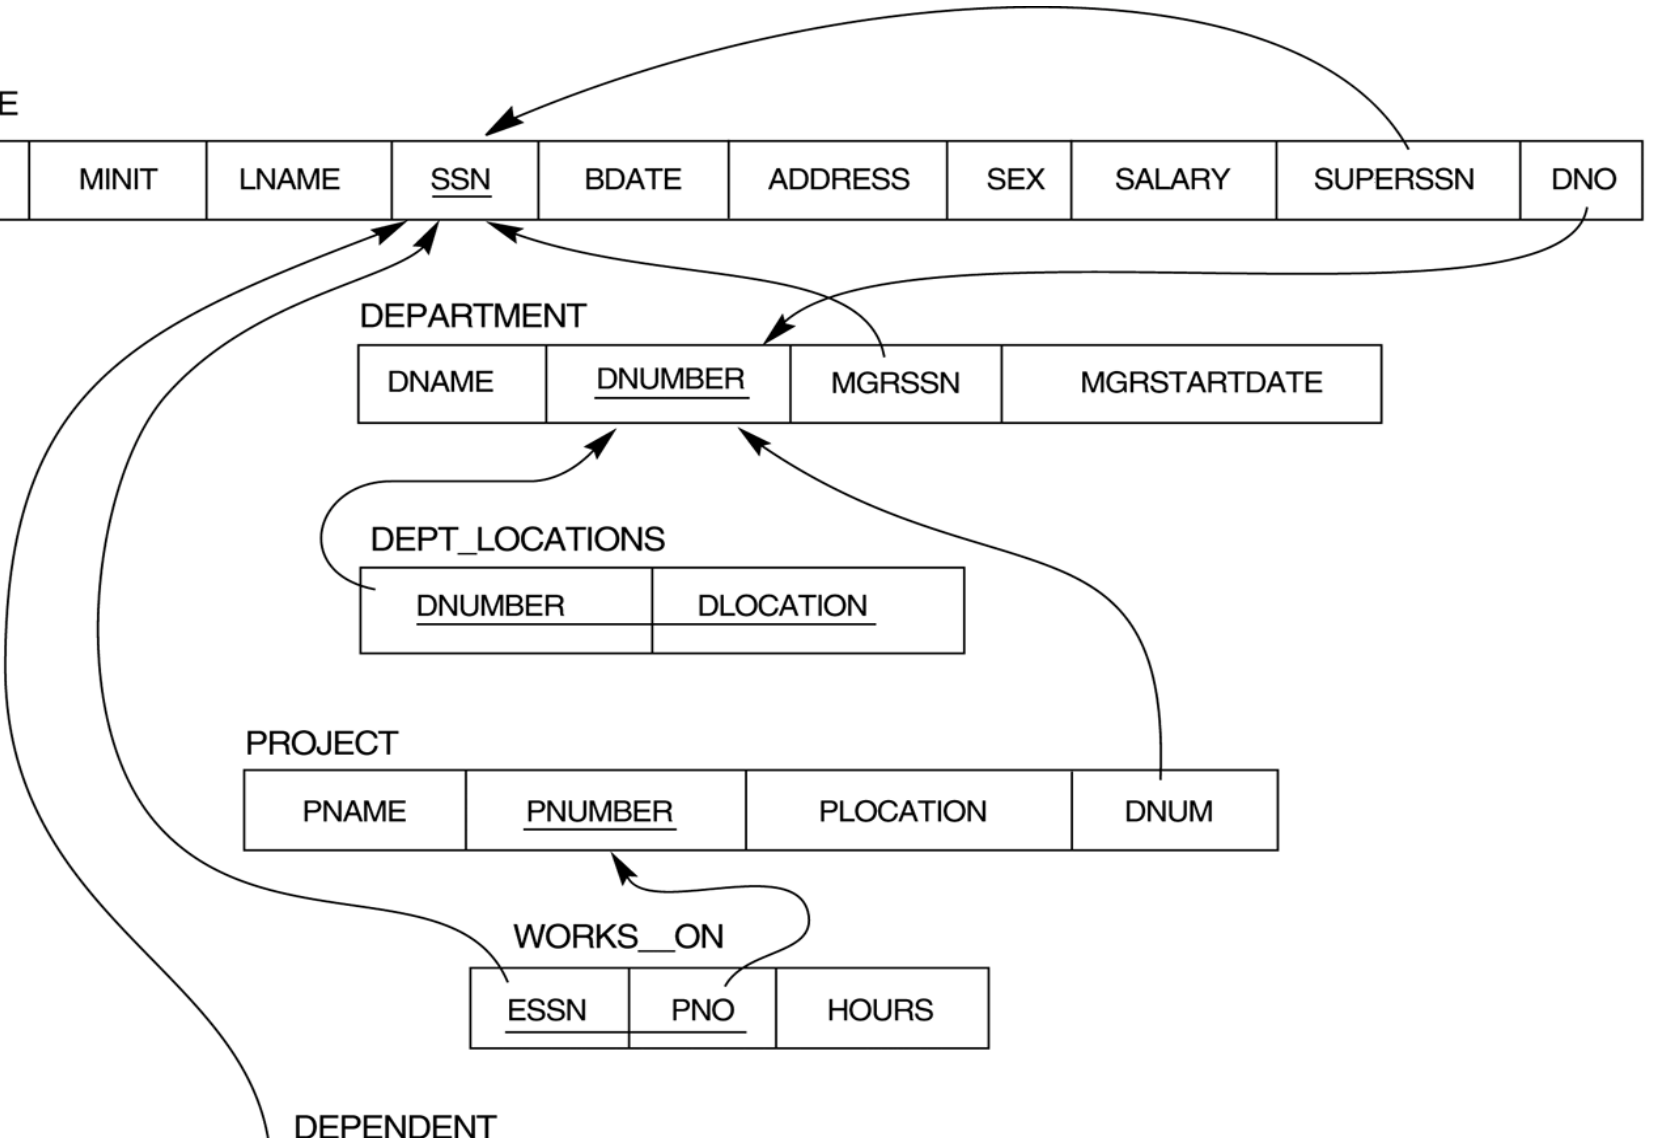 E
MINIT LNAME SSN BDATE ADDRESS SEX SALARY SUPERSSN DNO
DEPARTMENT
DNAME DNUMBER MGRSSN MGRSTARTDATE
DEPT_LOCATIONS
DNUMBER DLOCATION
PROJECT
PNAME PNUMBER PLOCATION DNUM
WORKS__ON
ESSN PNO HOURS
DEPENDENT